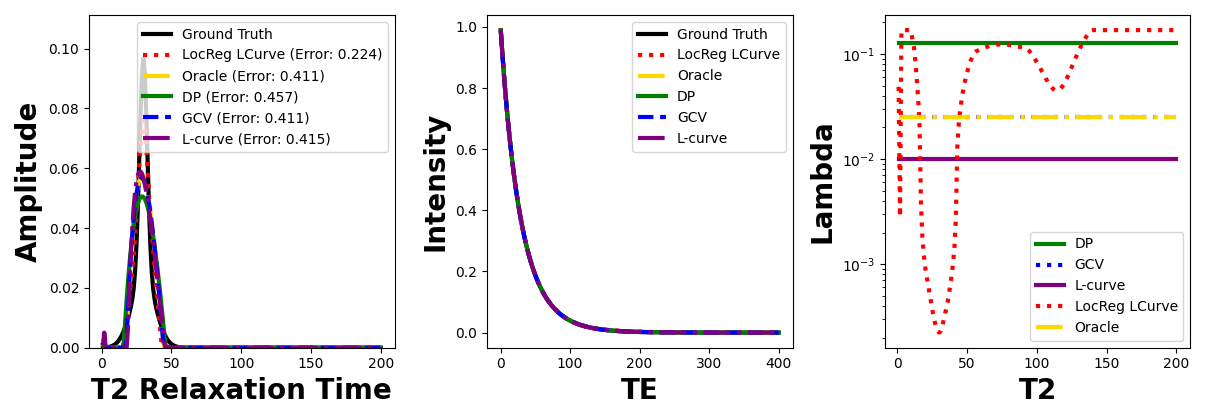 Amplitude
0.10
0.08
0.06
0.04
0.02
0.00
Ground Truth
LocReg LCurve (Error: 0.224)
Oracle (Error: 0.411)
DP (Error: 0.457)
GCV (Error: 0.411)
L-curve (Error: 0.415)
0 50 100 150 200
T2 Relaxation Time
Intensity
1.0
0.8
0.6
0.4
0.2
0.0
Ground Truth
LocReg LCurve
Oracle
DP
GCV
L-curve
0 100 200 300 400
TE
Lambda
10⁻¹
10⁻²
10⁻³
DP
GCV
L-curve
LocReg LCurve
Oracle
0 50 100 150 200
T2